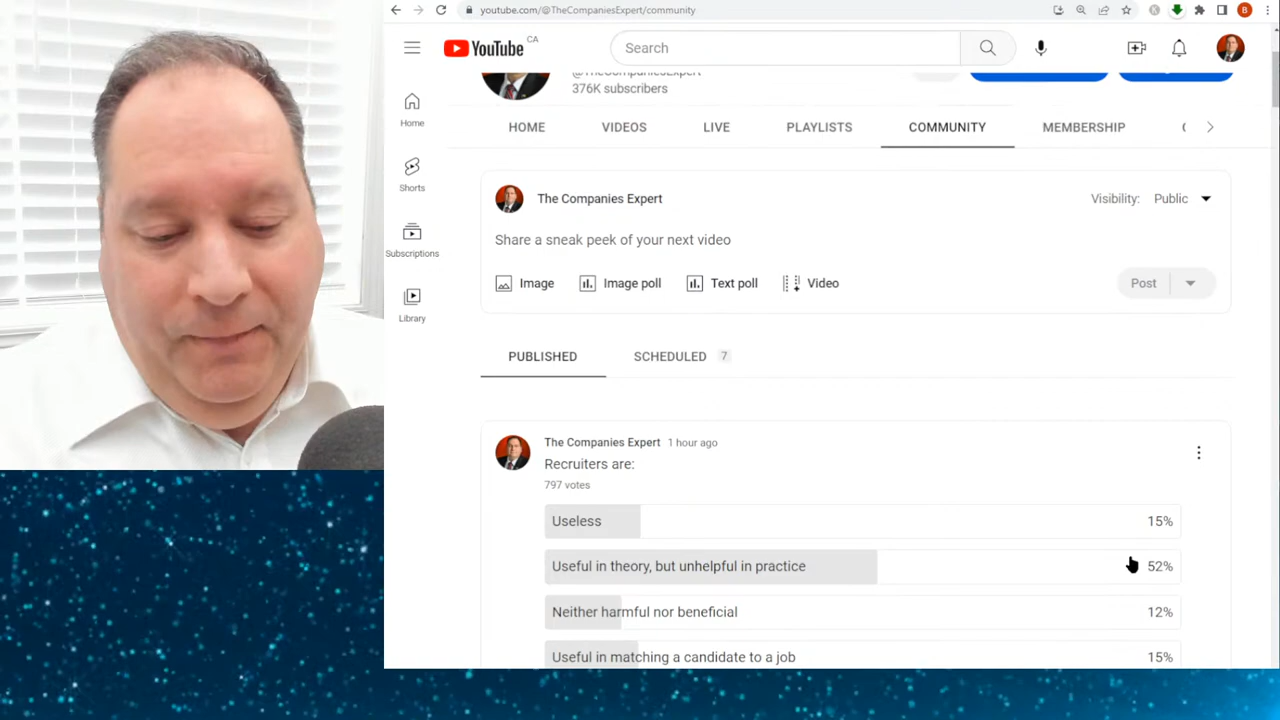 youtube.com/@TheCompaniesExpert/community
B
YouTube CA
Search
@TheCompaniesExpert
376K subscribers
Home
Shorts
Subscriptions
Library
HOME VIDEOS LIVE PLAYLISTS COMMUNITY MEMBERSHIP
The Companies Expert
Visibility: Public
Share a sneak peek of your next video
Image Image poll Text poll Video
Post
PUBLISHED SCHEDULED 7
The Companies Expert 1 hour ago
Recruiters are:
797 votes
Useless 15%
Useful in theory, but unhelpful in practice 52%
Neither harmful nor beneficial 12%
Useful in matching a candidate to a job 15%